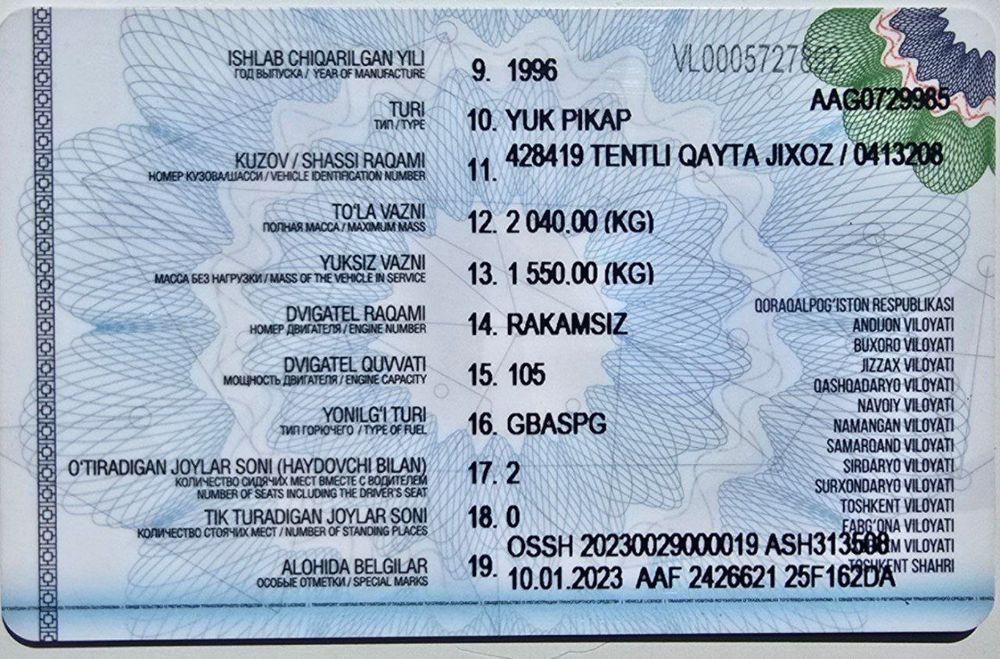 VL0005727892
AAG0729985
ISHLAB CHIQARILGAN YILI
ГОД ВЫПУСКА / YEAR OF MANUFACTURE
9. 1996
TURI
ТИП / TYPE
10. YUK PIKAP
KUZOV / SHASSI RAQAMI
НОМЕР КУЗОВА/ШАССИ / VEHICLE IDENTIFICATION NUMBER
11. 428419 TENTLI QAYTA JIXOZ / 0413208
TO'LA VAZNI
ПОЛНАЯ МАССА / MAXIMUM MASS
12. 2 040.00 (KG)
YUKSIZ VAZNI
МАССА БЕЗ НАГРУЗКИ / MASS OF THE VEHICLE IN SERVICE
13. 1 550.00 (KG)
DVIGATEL RAQAMI
НОМЕР ДВИГАТЕЛЯ / ENGINE NUMBER
14. RAKAMSIZ
DVIGATEL QUVVATI
МОЩНОСТЬ ДВИГАТЕЛЯ / ENGINE CAPACITY
15. 105
YONILG'I TURI
ТИП ГОРЮЧЕГО / TYPE OF FUEL
16. GBASPG
O'TIRADIGAN JOYLAR SONI (HAYDOVCHI BILAN)
КОЛИЧЕСТВО СИДЯЧИХ МЕСТ ВМЕСТЕ С ВОДИТЕЛЕМ
NUMBER OF SEATS INCLUDING THE DRIVER'S SEAT
17. 2
TIK TURADIGAN JOYLAR SONI
КОЛИЧЕСТВО СТОЯЧИХ МЕСТ / NUMBER OF STANDING PLACES
18. 0
ALOHIDA BELGILAR
ОСОБЫЕ ОТМЕТКИ / SPECIAL MARKS
19. OSSH 20230029000019 ASH313508
10.01.2023 AAF 2426621 25F162DA
QORAQALPOG'ISTON RESPUBLIKASI
ANDIJON VILOYATI
BUXORO VILOYATI
JIZZAX VILOYATI
QASHQADARYO VILOYATI
NAVOIY VILOYATI
NAMANGAN VILOYATI
SAMARQAND VILOYATI
SIRDARYO VILOYATI
SURXONDARYO VILOYATI
TOSHKENT VILOYATI
FARG'ONA VILOYATI
VILOYATI
TOSHKENT SHAHRI